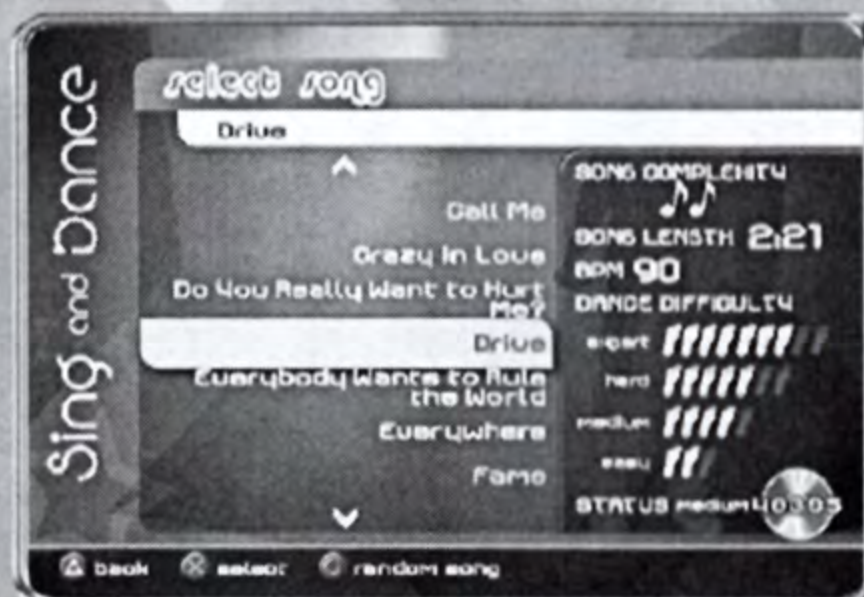 Sing and Dance
select song
Drive
Call Me
Crazy In Love
Do You Really Want to Hurt
Me?
Drive
Everybody Wants to Rule
the World
Everywhere
Fame
SONG COMPLEXITY
SONG LENGTH 2:21
BPM 90
DANCE DIFFICULTY
expert
hard
medium
easy
STATUS medium 40305
back select random song